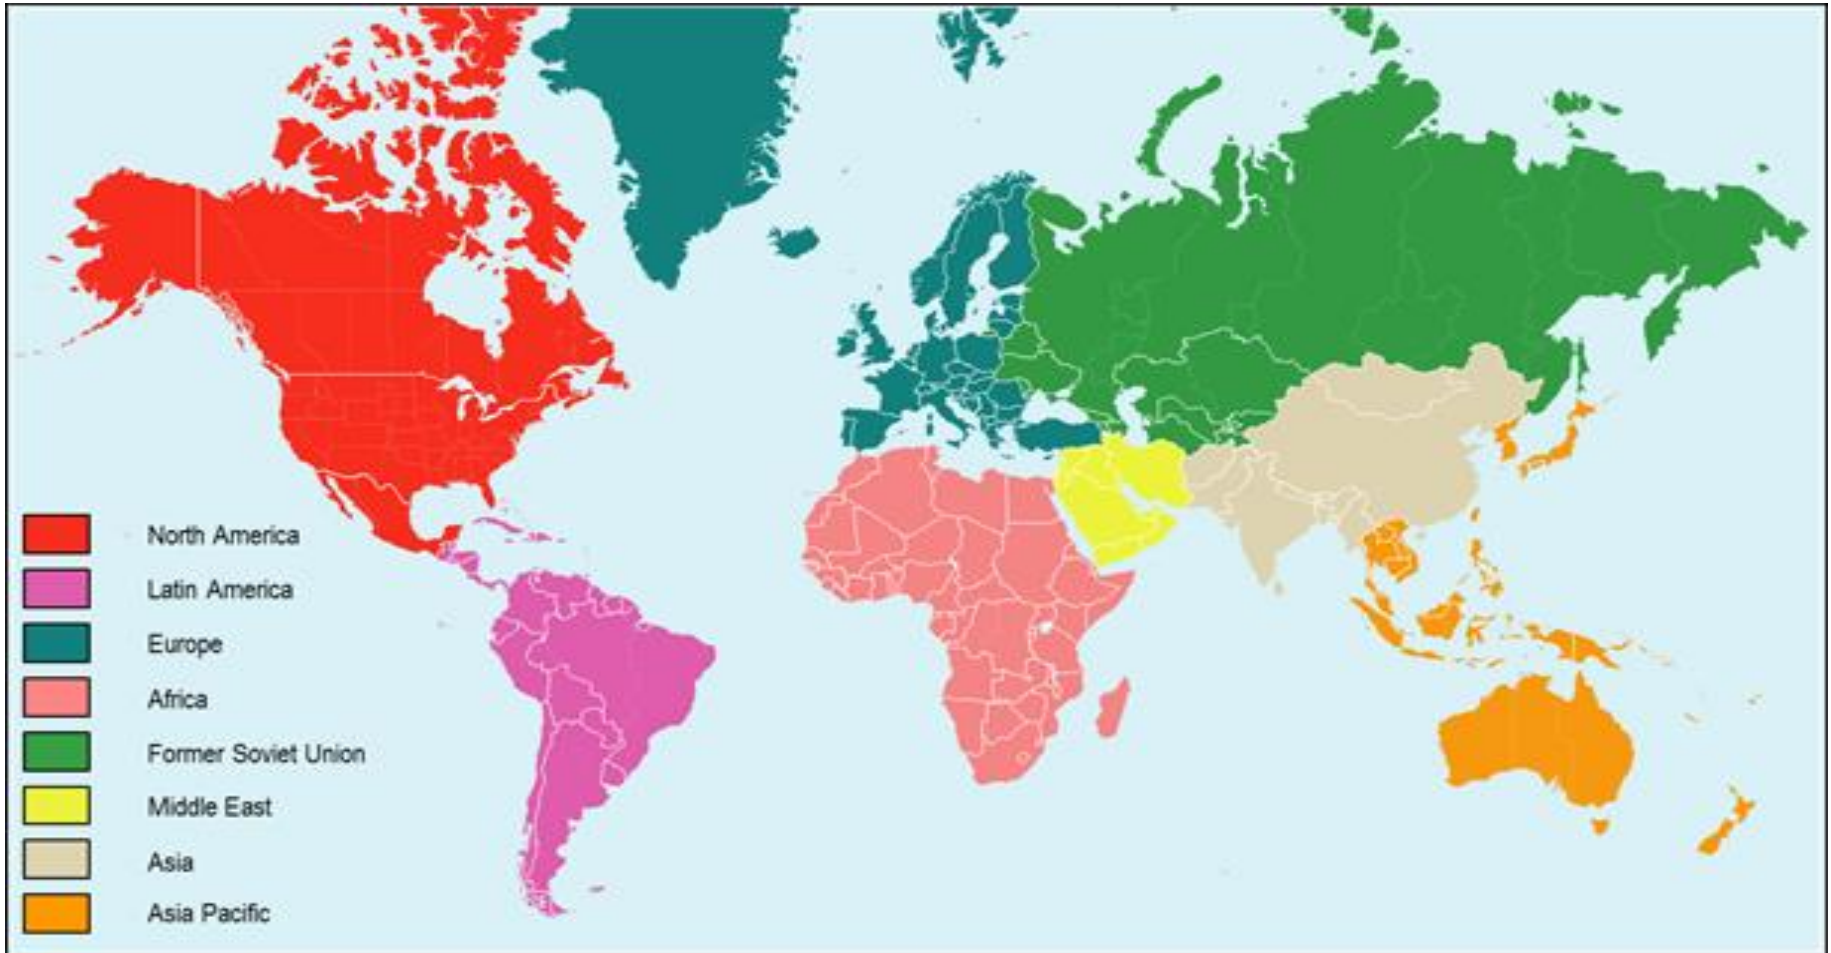 North America
Latin America
Europe
Africa
Former Soviet Union
Middle East
Asia
Asia Pacific